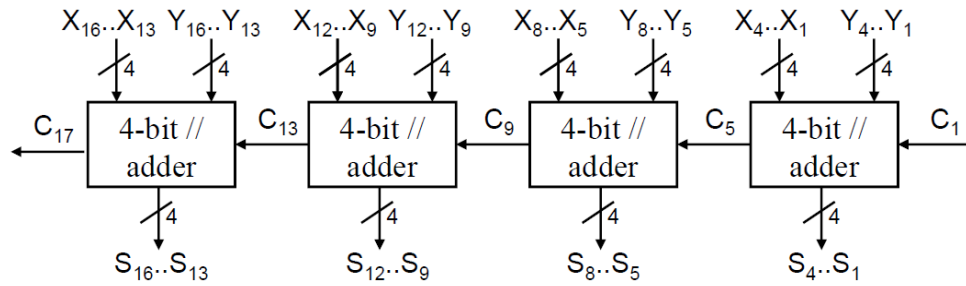 X₁₆..X₁₃ Y₁₆..Y₁₃ X₁₂..X₉ Y₁₂..Y₉ X₈..X₅ Y₈..Y₅ X₄..X₁ Y₄..Y₁
4 4 4 4 4 4 4 4
C₁₇ 4-bit // C₁₃ 4-bit // C₉ 4-bit // C₅ 4-bit // C₁
adder adder adder adder
4 4 4 4
S₁₆..S₁₃ S₁₂..S₉ S₈..S₅ S₄..S₁